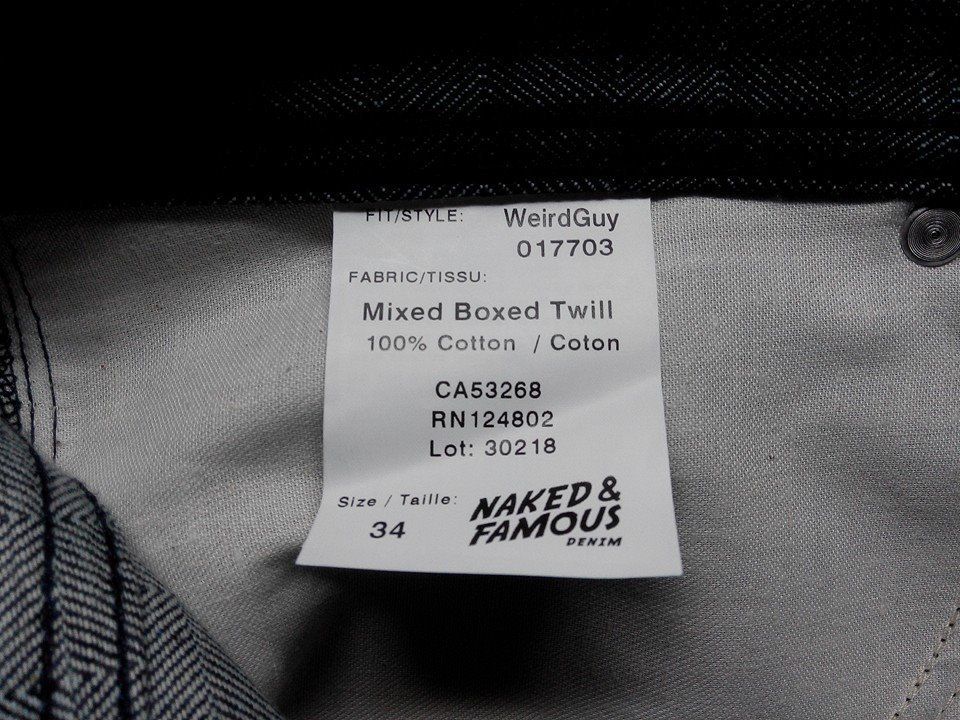 FIT/STYLE: WeirdGuy
017703
FABRIC/TISSU:
Mixed Boxed Twill
100% Cotton / Coton
CA53268
RN124802
Lot: 30218
Size / Taille:
34
NAKED &
FAMOUS
DENIM